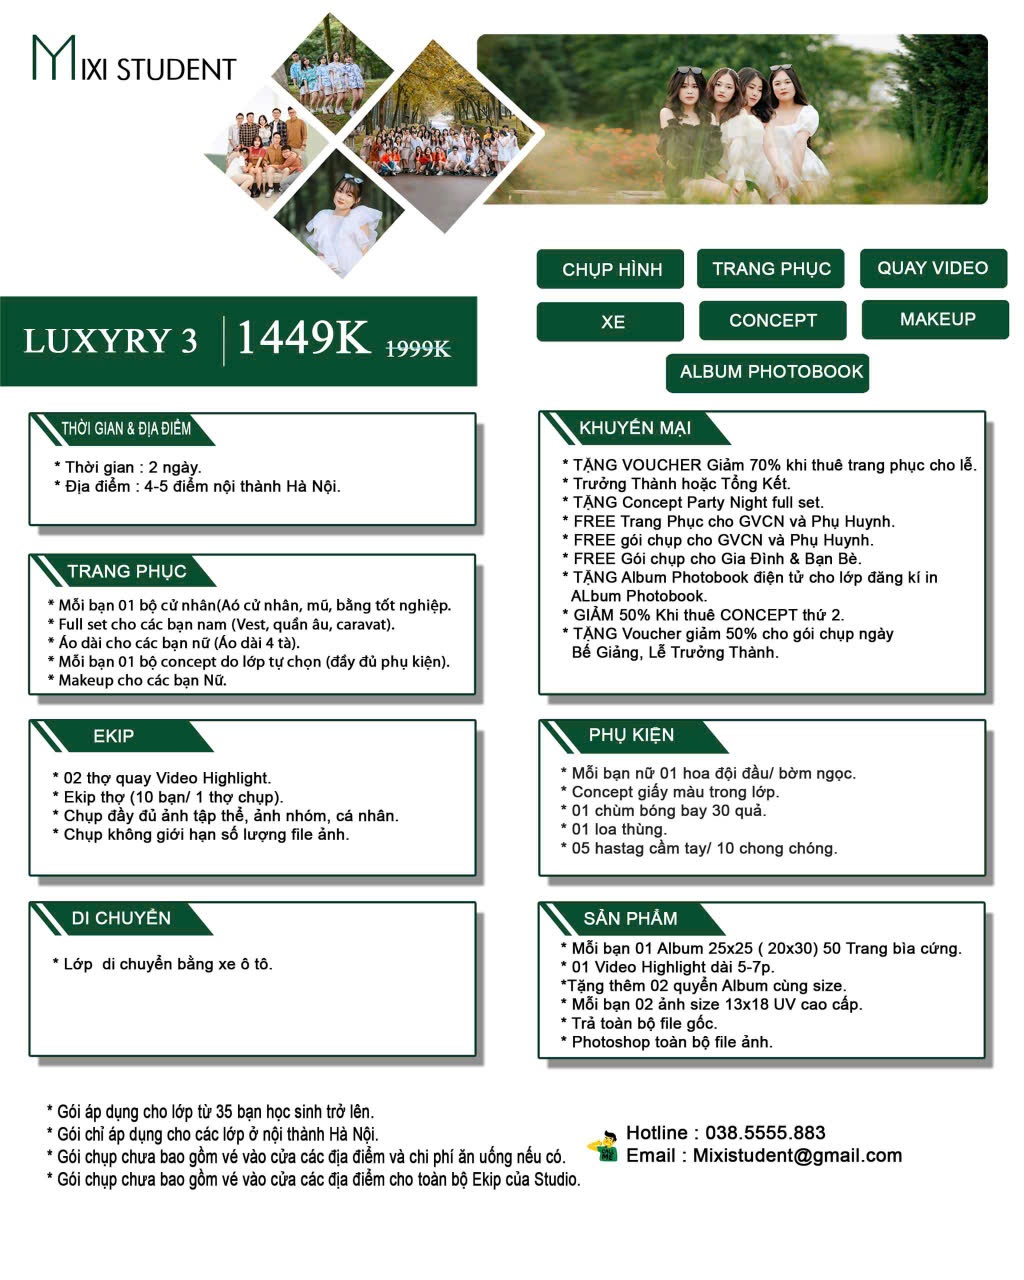 MIXI STUDENT
CHỤP HÌNH
TRANG PHỤC
QUAY VIDEO
XE
CONCEPT
MAKEUP
ALBUM PHOTOBOOK
LUXYRY 3
1449K
1999K
THỜI GIAN & ĐỊA ĐIỂM
* Thời gian : 2 ngày.
* Địa điểm : 4-5 điểm nội thành Hà Nội.
TRANG PHỤC
* Mỗi bạn 01 bộ cử nhân(Aó cử nhân, mũ, bằng tốt nghiệp.
* Full set cho các bạn nam (Vest, quần âu, caravat).
* Áo dài cho các bạn nữ (Áo dài 4 tà).
* Mỗi bạn 01 bộ concept do lớp tự chọn (đầy đủ phụ kiện).
* Makeup cho các bạn Nữ.
EKIP
* 02 thợ quay Video Highlight.
* Ekip thợ (10 bạn/ 1 thợ chụp).
* Chụp đầy đủ ảnh tập thể, ảnh nhóm, cá nhân.
* Chụp không giới hạn số lượng file ảnh.
DI CHUYỂN
* Lớp di chuyển bằng xe ô tô.
KHUYẾN MẠI
* TẶNG VOUCHER Giảm 70% khi thuê trang phục cho lễ.
* Trưởng Thành hoặc Tổng Kết.
* TẶNG Concept Party Night full set.
* FREE Trang Phục cho GVCN và Phụ Huynh.
* FREE gói chụp cho GVCN và Phụ Huynh.
* FREE Gói chụp cho Gia Đình & Bạn Bè.
* TẶNG Album Photobook điện tử cho lớp đăng kí in
ALbum Photobook.
* GIẢM 50% Khi thuê CONCEPT thứ 2.
* TẶNG Voucher giảm 50% cho gói chụp ngày
Bế Giảng, Lễ Trưởng Thành.
PHỤ KIỆN
* Mỗi bạn nữ 01 hoa đội đầu/ bờm ngọc.
* Concept giấy màu trong lớp.
* 01 chùm bóng bay 30 quả.
* 01 loa thùng.
* 05 hastag cầm tay/ 10 chong chóng.
SẢN PHẨM
* Mỗi bạn 01 Album 25x25 ( 20x30) 50 Trang bìa cứng.
* 01 Video Highlight dài 5-7p.
*Tặng thêm 02 quyển Album cùng size.
* Mỗi bạn 02 ảnh size 13x18 UV cao cấp.
* Trả toàn bộ file gốc.
* Photoshop toàn bộ file ảnh.
* Gói áp dụng cho lớp từ 35 bạn học sinh trở lên.
* Gói chỉ áp dụng cho các lớp ở nội thành Hà Nội.
* Gói chụp chưa bao gồm vé vào cửa các địa điểm và chi phí ăn uống nếu có.
* Gói chụp chưa bao gồm vé vào cửa các địa điểm cho toàn bộ Ekip của Studio.
Hotline : 038.5555.883
Email : Mixistudent@gmail.com